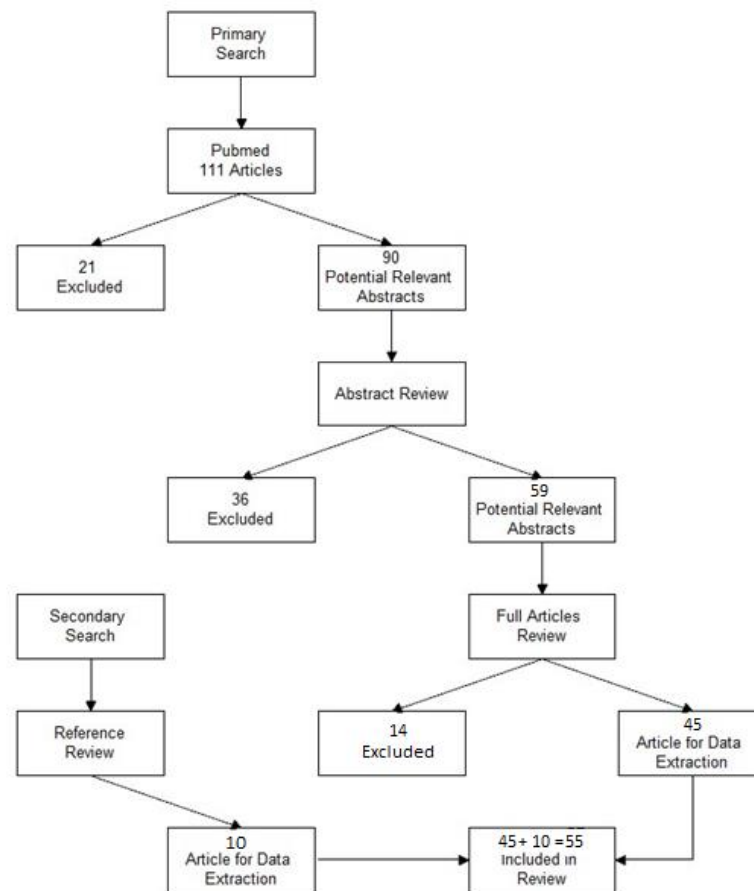 Primary
Search
Pubmed
111 Articles
21
Excluded
90
Potential Relevant
Abstracts
Abstract Review
36
Excluded
59
Potential Relevant
Abstracts
Secondary
Search
Full Articles
Review
Reference
Review
14
Excluded
45
Article for Data
Extraction
10
Article for Data
Extraction
45+ 10 =55
Included in
Review